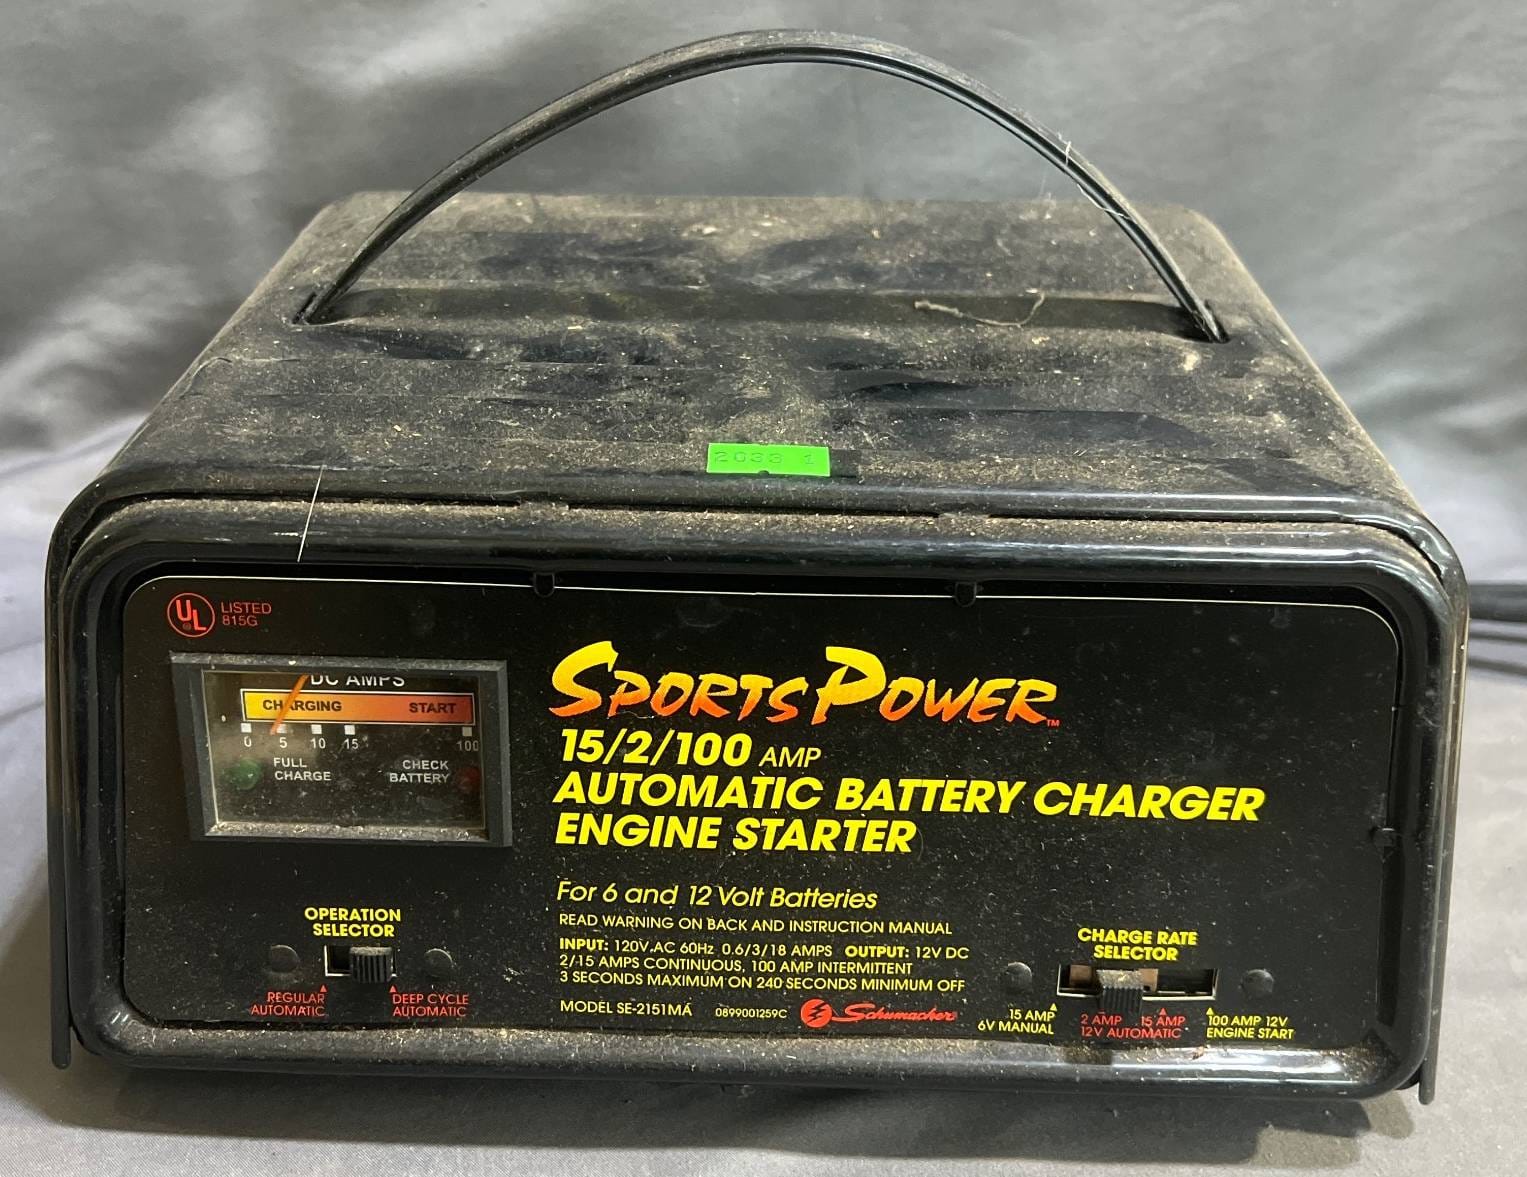 2033 1
UL LISTED
815G
DC AMPS
CHARGING START
0 5 10 15 100
FULL
CHARGE
CHECK
BATTERY
SPORTSPOWER™
15/2/100 AMP
AUTOMATIC BATTERY CHARGER
ENGINE STARTER
For 6 and 12 Volt Batteries
READ WARNING ON BACK AND INSTRUCTION MANUAL
INPUT: 120V.AC 60Hz 0.6/3/18 AMPS OUTPUT: 12V DC
2/15 AMPS CONTINUOUS, 100 AMP INTERMITTENT
3 SECONDS MAXIMUM ON 240 SECONDS MINIMUM OFF
MODEL SE-2151MA 0899001259C Schumacher
OPERATION
SELECTOR
REGULAR
AUTOMATIC
DEEP CYCLE
AUTOMATIC
CHARGE RATE
SELECTOR
15 AMP
6V MANUAL
2 AMP 15 AMP
12V AUTOMATIC
100 AMP 12V
ENGINE START